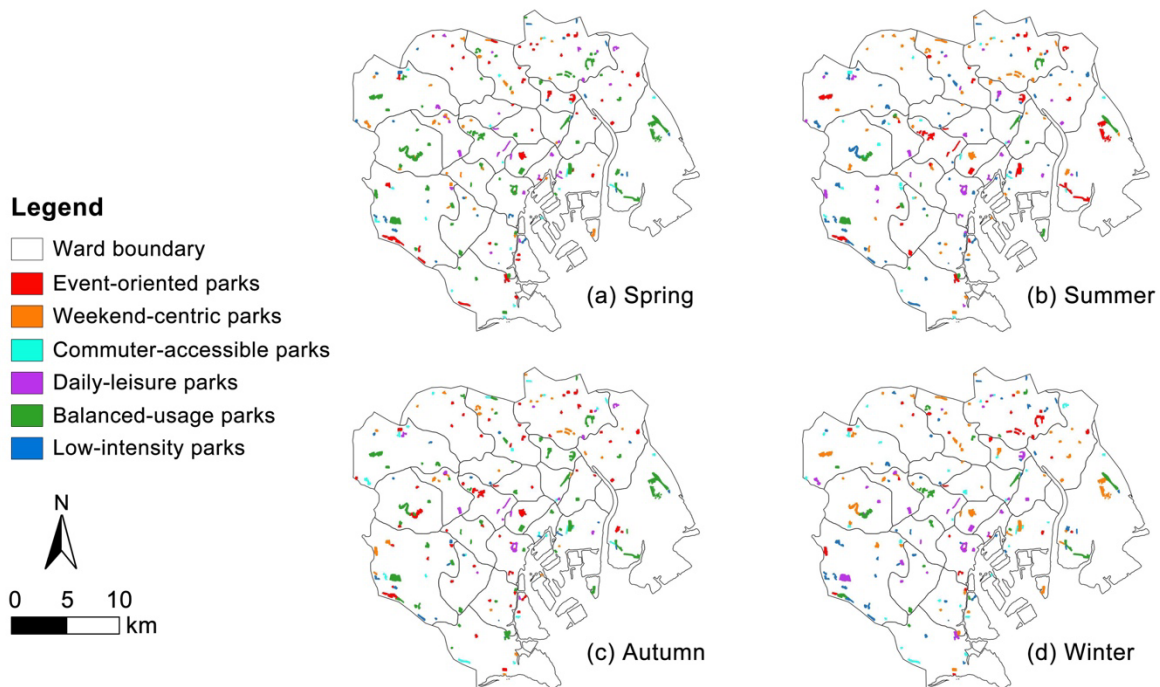 (a) Spring
(b) Summer
Legend
Ward boundary
Event-oriented parks
Weekend-centric parks
Commuter-accessible parks
Daily-leisure parks
Balanced-usage parks
Low-intensity parks
N
0 5 10
km
(c) Autumn
(d) Winter